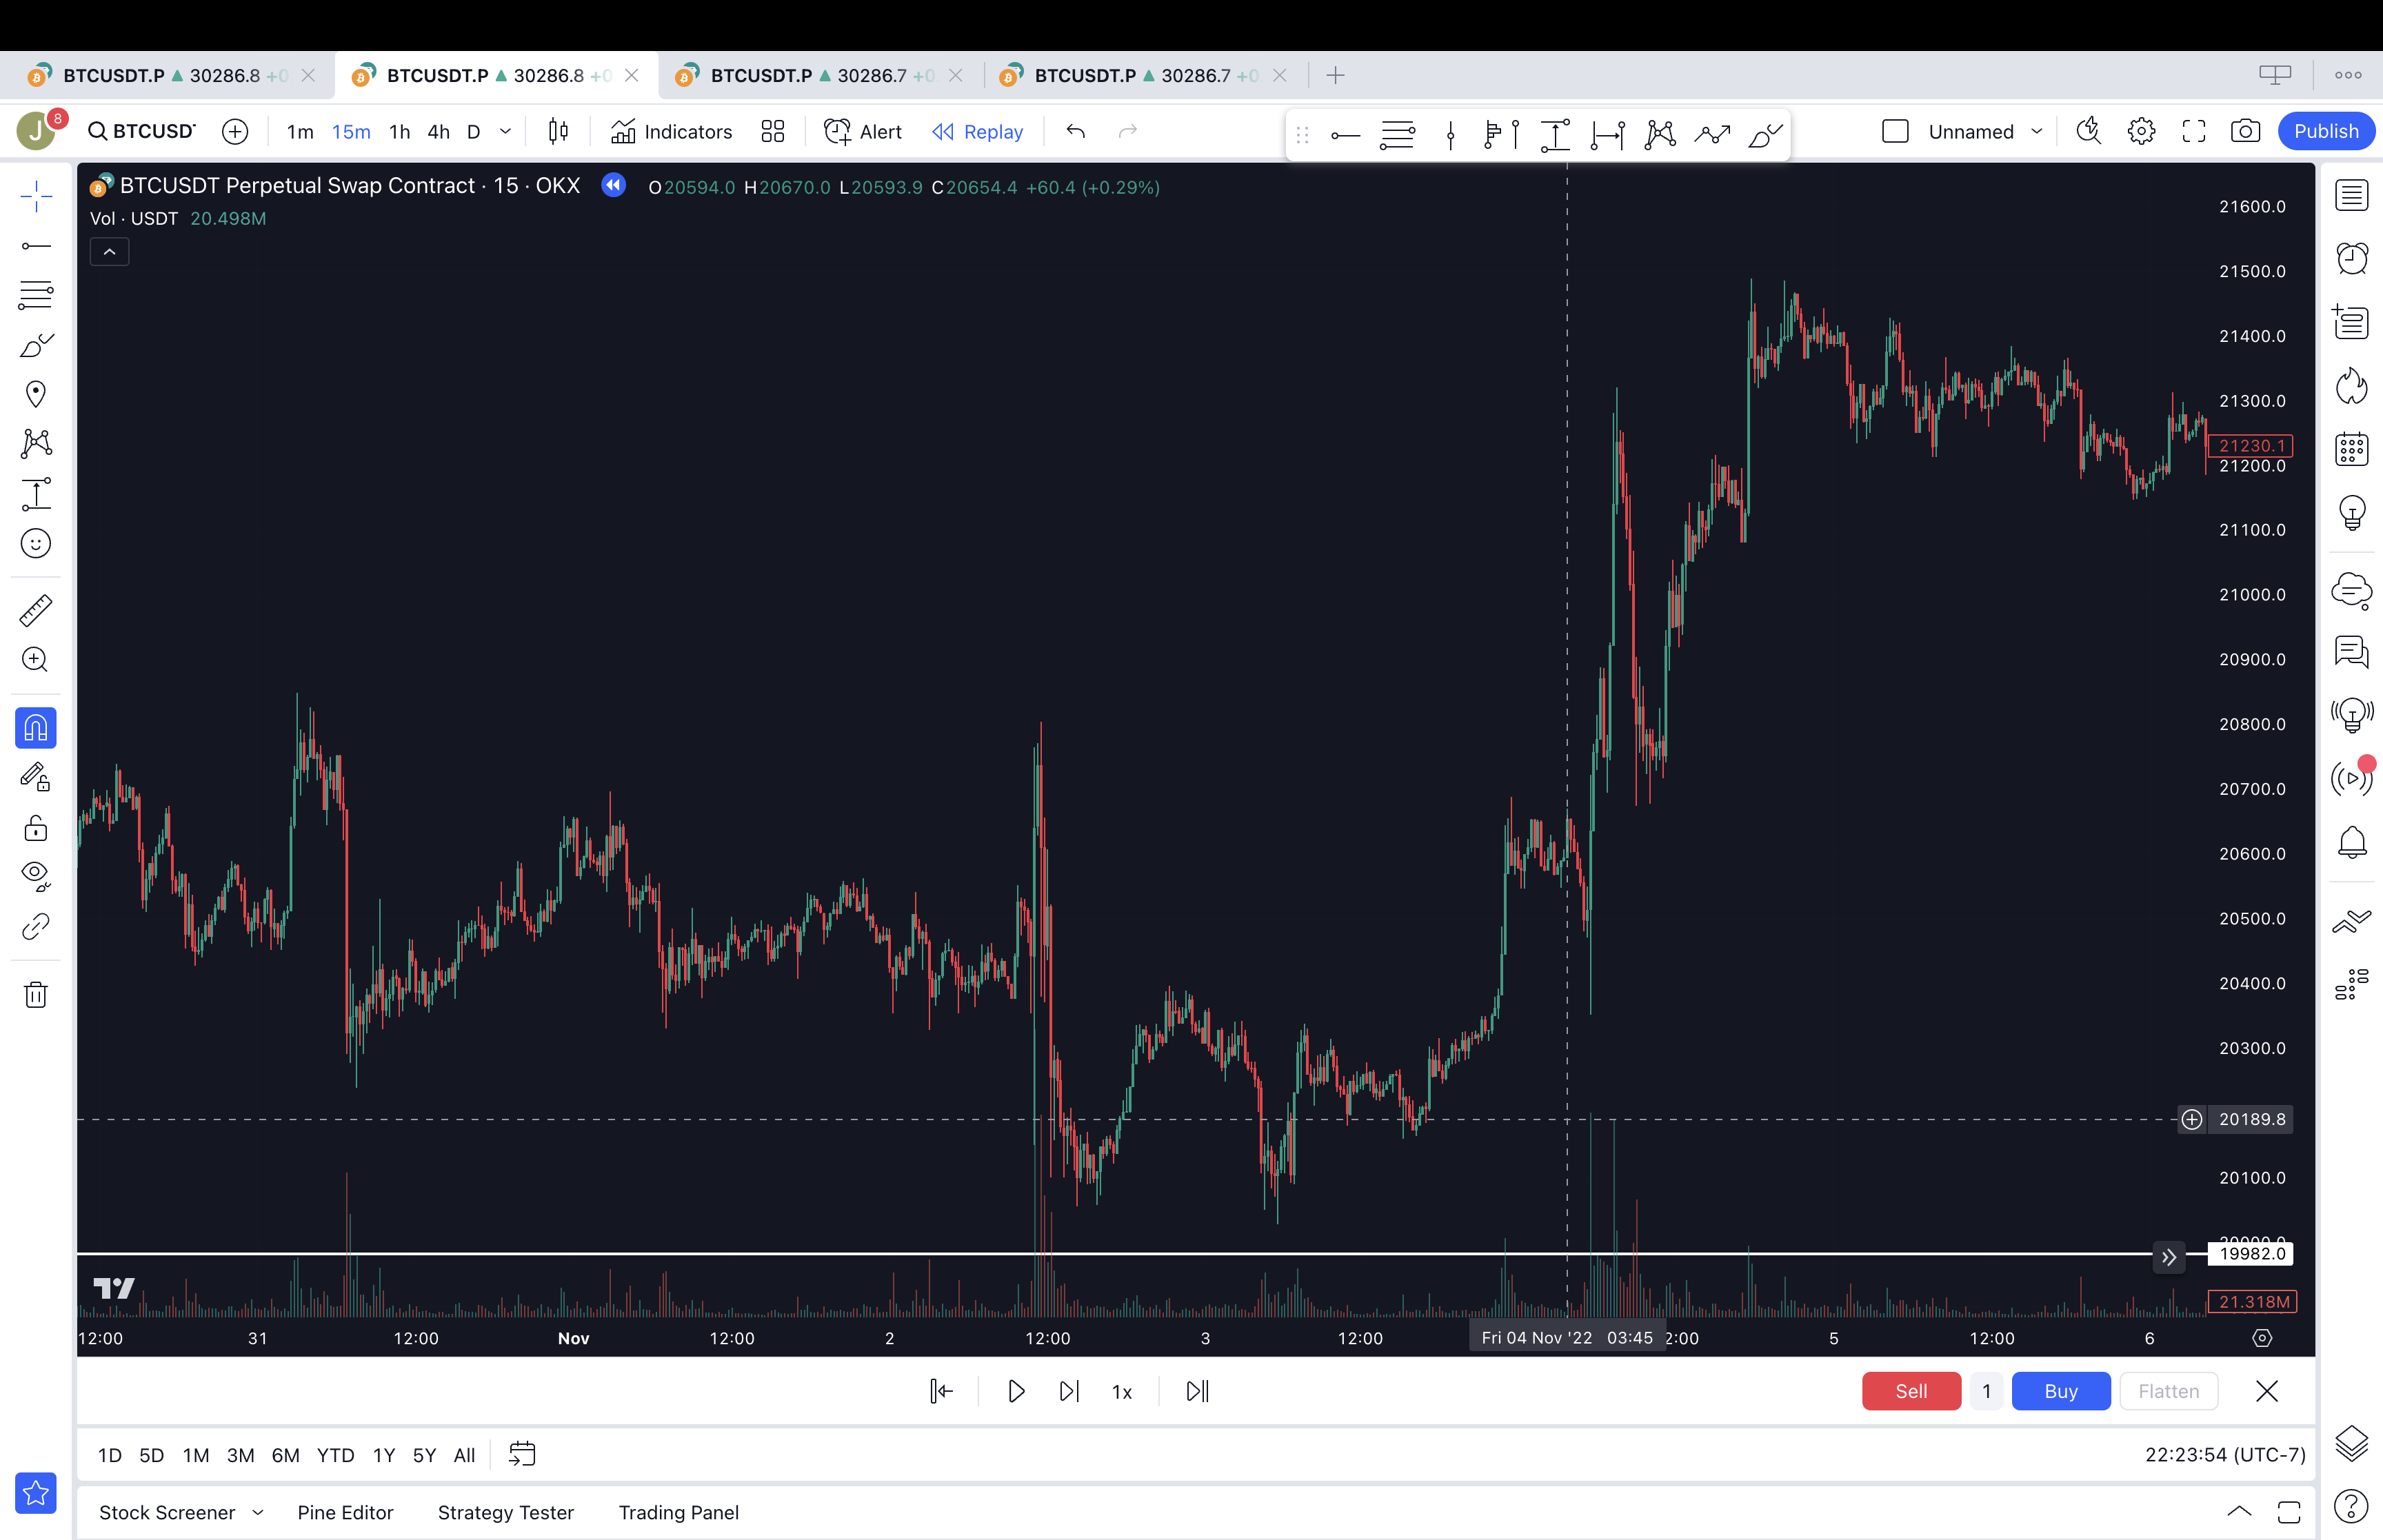 BTCUSDT.P 30286.8 +0 BTCUSDT.P 30286.8 +0 BTCUSDT.P 30286.7 +0 BTCUSDT.P 30286.7 +0
J 8 BTCUSD 1m 15m 1h 4h D Indicators Alert Replay Unnamed Publish
BTCUSDT Perpetual Swap Contract · 15 · OKX O20594.0 H20670.0 L20593.9 C20654.4 +60.4 (+0.29%)
Vol · USDT 20.498M
21600.0
21500.0
21400.0
21300.0
21230.1
21200.0
21100.0
21000.0
20900.0
20800.0
20700.0
20600.0
20500.0
20400.0
20300.0
20189.8
20100.0
20000.0
19982.0
21.318M
12:00 31 12:00 Nov 12:00 2 12:00 3 12:00 Fri 04 Nov '22 03:45 2:00 5 12:00 6
1x Sell 1 Buy Flatten
1D 5D 1M 3M 6M YTD 1Y 5Y All 22:23:54 (UTC-7)
Stock Screener Pine Editor Strategy Tester Trading Panel